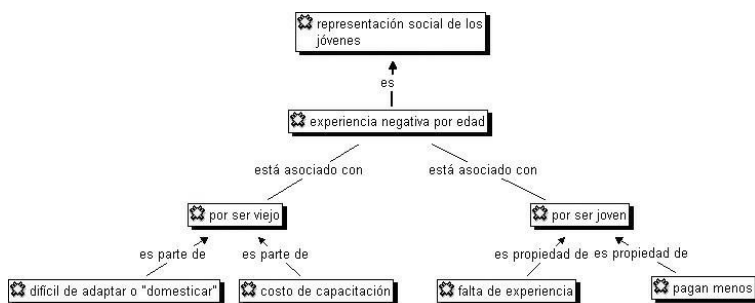 representación social de los
jóvenes
es
experiencia negativa por edad
está asociado con
está asociado con
por ser viejo
por ser joven
es parte de
es parte de
es propiedad de
es propiedad de
difícil de adaptar o "domesticar"
costo de capacitación
falta de experiencia
pagan menos